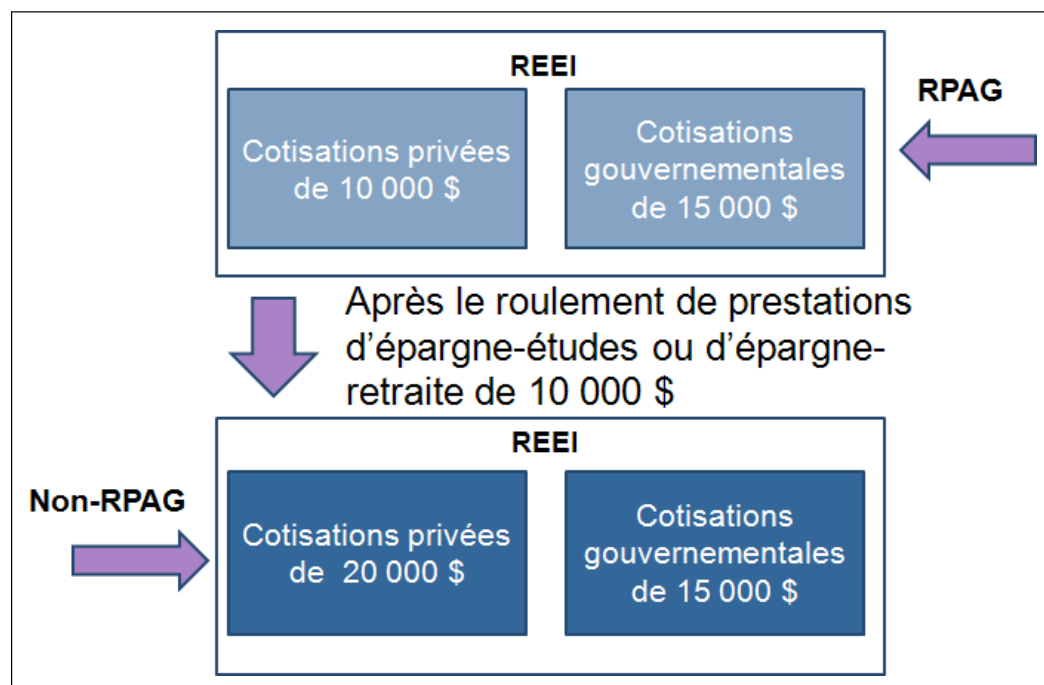 REEI
RPAG
Cotisations privées
de 10 000 $
Cotisations
gouvernementales
de 15 000 $
Après le roulement de prestations
d’épargne-études ou d’épargne-
retraite de 10 000 $
REEI
Non-RPAG
Cotisations privées
de 20 000 $
Cotisations
gouvernementales
de 15 000 $